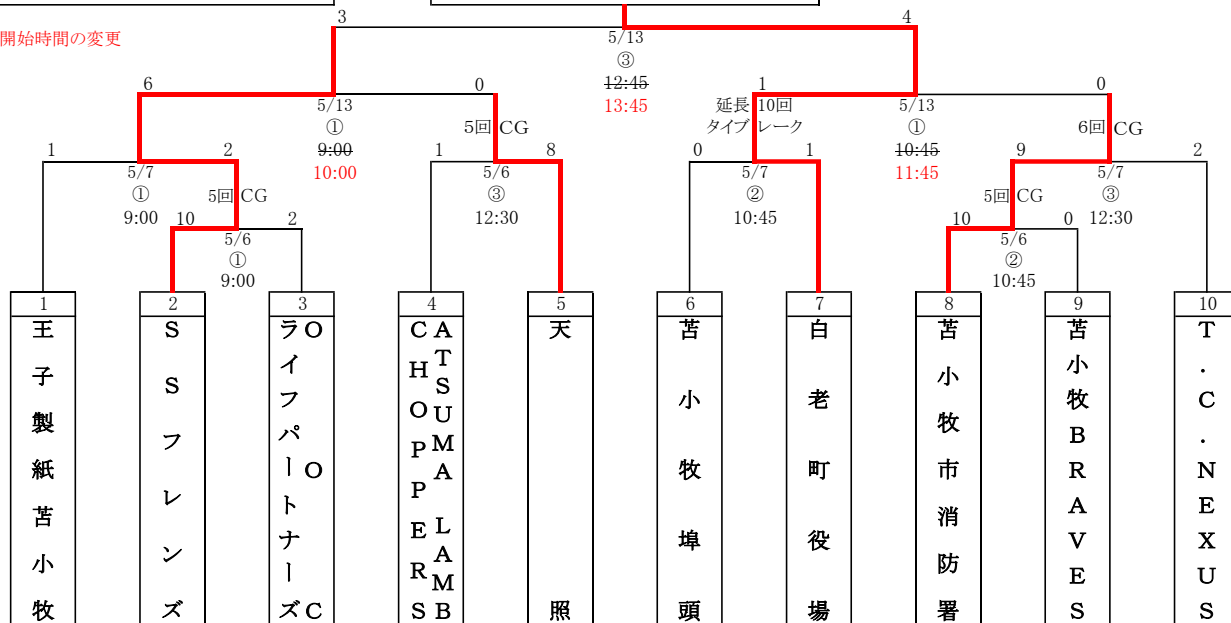 3 4
開始時間の変更
5/13
③
12:45
13:45
6 0 1 0
5/13
①
9:00
10:00
5回 CG
延長 10回
タイブ レーク
5/13
①
10:45
11:45
6回 CG
1 2 1 8 0 1 9 2
5/7
①
9:00
5回 CG
5/6
③
12:30
5/7
②
10:45
5回 CG
5/7
③
12:30
10 2 10 0
5/6
①
9:00
5/6
②
10:45
1 2 3 4 5 6 7 8 9 10
王子製紙苫小牧
SSフレンズ
OOC
ライフパートナーズ
ATSUMA LAMB
CHOPPERS
天照
苫小牧埠頭
白老町役場
苫小牧市消防署
苫小牧BRAVES
T.C.NEXUS